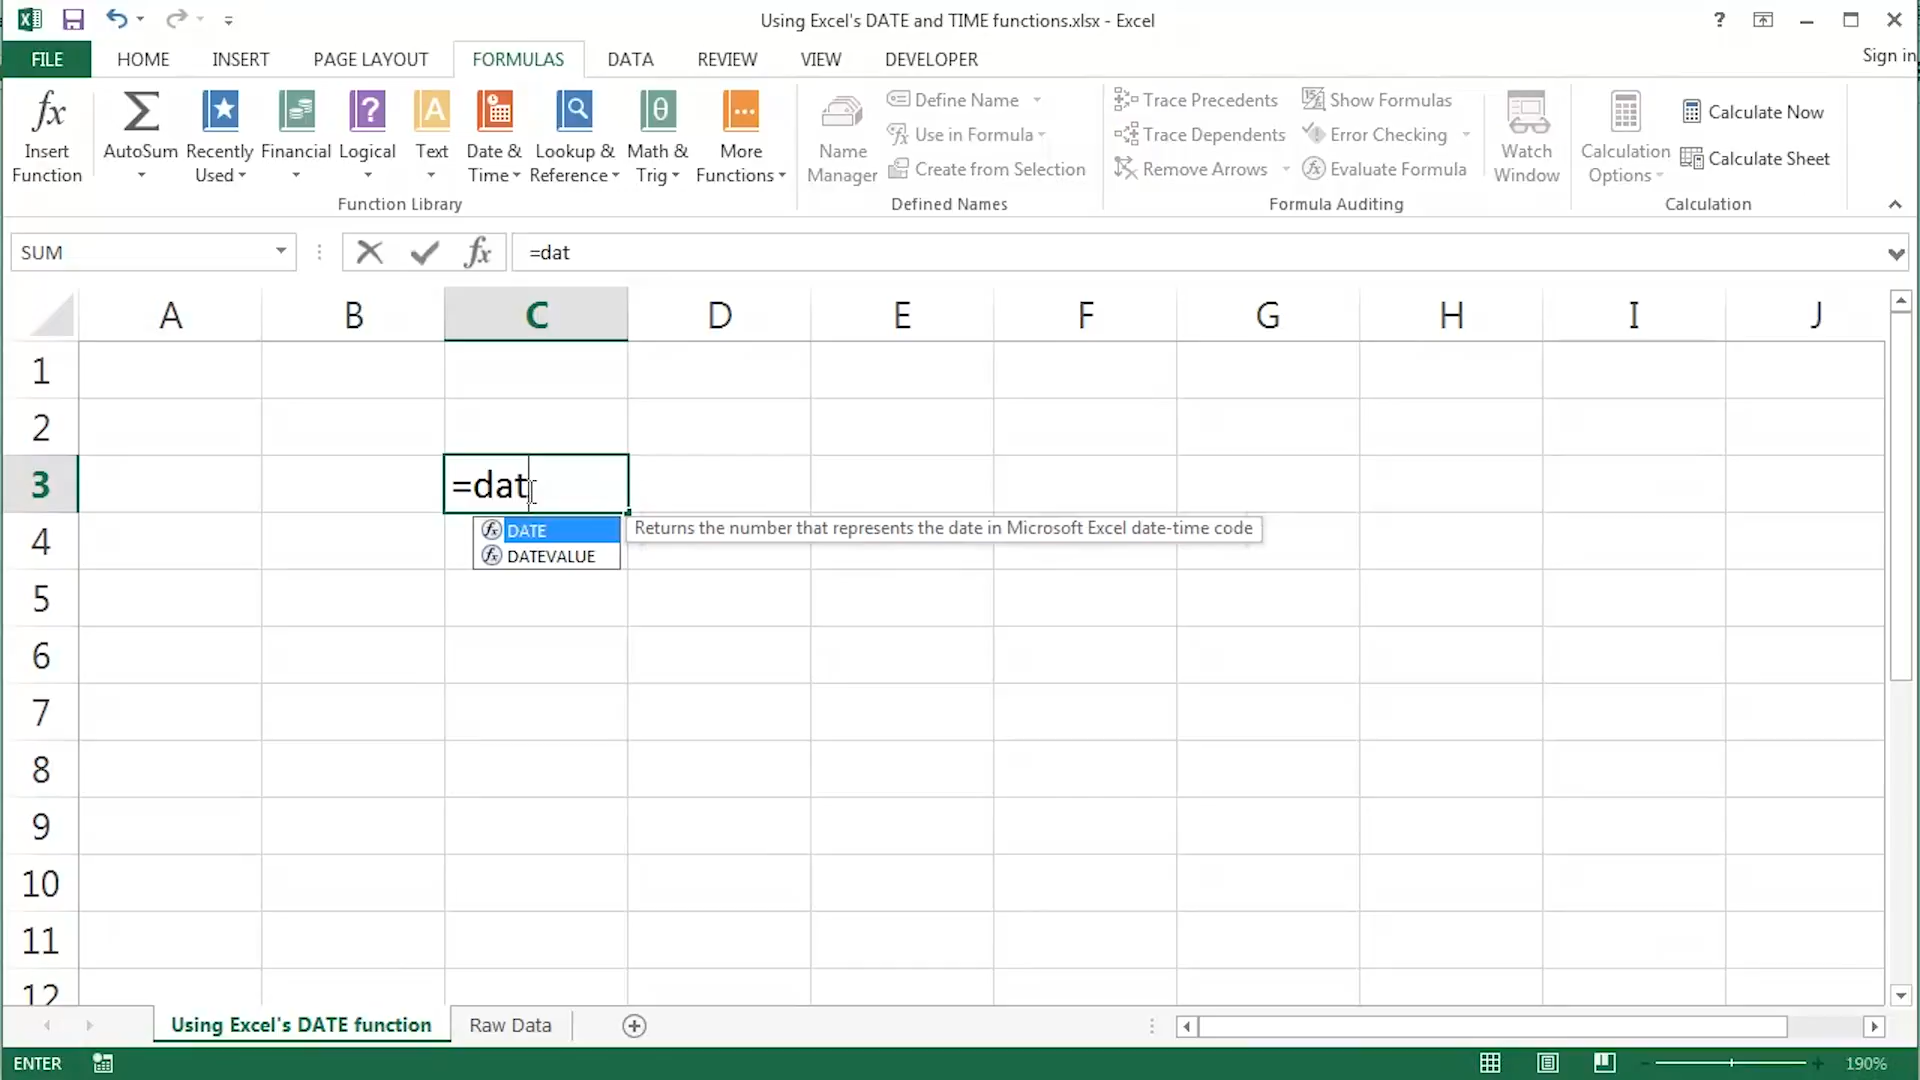 Using Excel's DATE and TIME functions.xlsx - Excel
?
Sign in
FILE HOME INSERT PAGE LAYOUT FORMULAS DATA REVIEW VIEW DEVELOPER
fx Insert Function
Σ AutoSum
Recently Used
Financial
Logical
A Text
Date & Time
Lookup & Reference
θ Math & Trig
More Functions
Function Library
Name Manager
Define Name
Use in Formula
Create from Selection
Defined Names
Trace Precedents
Trace Dependents
Remove Arrows
Show Formulas
Error Checking
Evaluate Formula
Formula Auditing
Watch Window
Calculation Options
Calculate Now
Calculate Sheet
Calculation
SUM fx =dat
A B C D E F G H I J
1
2
3 =dat
fx DATE Returns the number that represents the date in Microsoft Excel date-time code
4
fx DATEVALUE
5
6
7
8
9
10
11
12
Using Excel's DATE function Raw Data
ENTER 190%